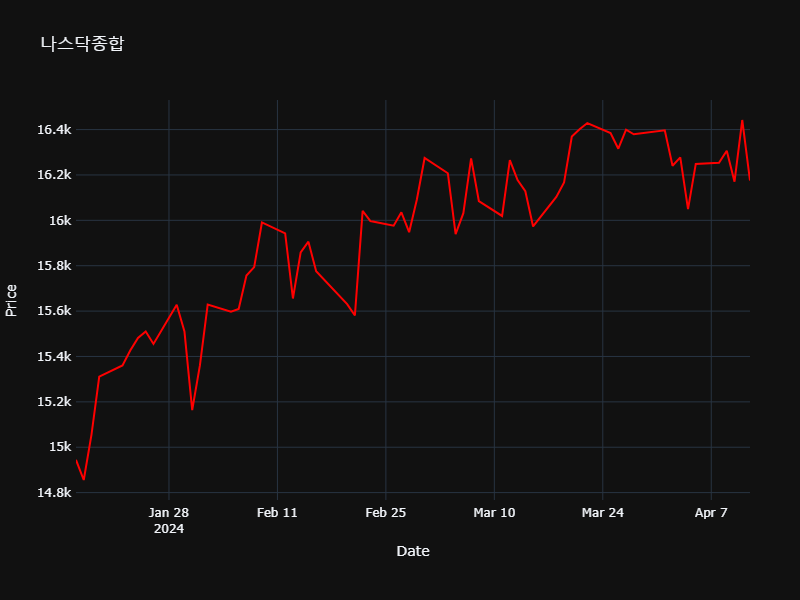 나스닥종합
16.4k
16.2k
16k
15.8k
15.6k
15.4k
15.2k
15k
14.8k
Price
Jan 28
2024
Feb 11
Feb 25
Mar 10
Mar 24
Apr 7
Date